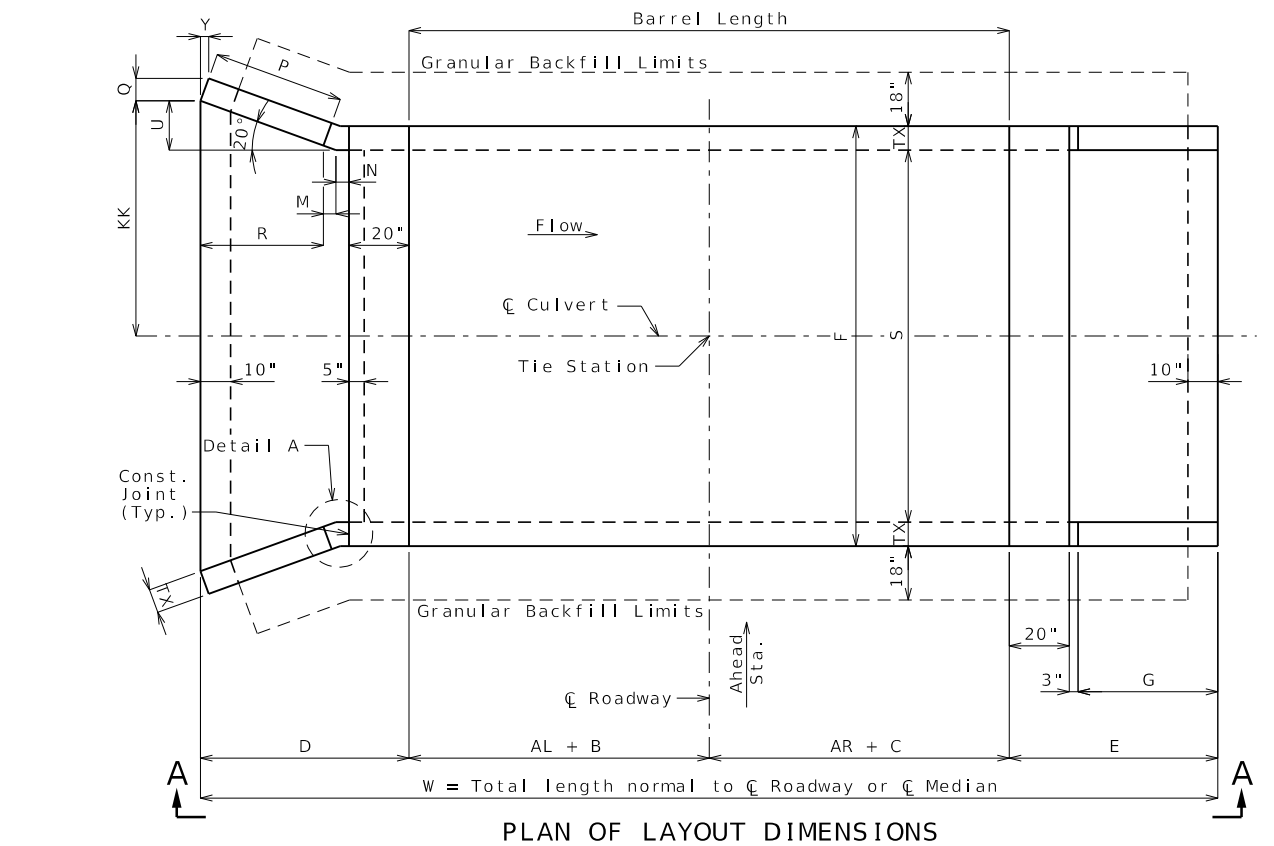 Barrel Length
Y
Granular Backfill Limits
P
Q
18"
U
20°
TX
N
M
KK
R
20"
Flow
℄ Culvert
F
S
Tie Station
10"
5"
10"
Detail A
Const.
Joint
(Typ.)
TX
TX
18"
Granular Backfill Limits
Ahead
Sta.
20"
3"
G
℄ Roadway
D
AL + B
AR + C
E
A
A
W = Total length normal to ℄ Roadway or ℄ Median
PLAN OF LAYOUT DIMENSIONS